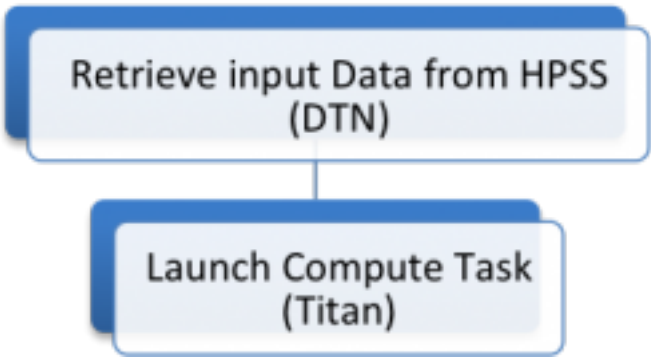 Retrieve input Data from HPSS
(DTN)
Launch Compute Task
(Titan)